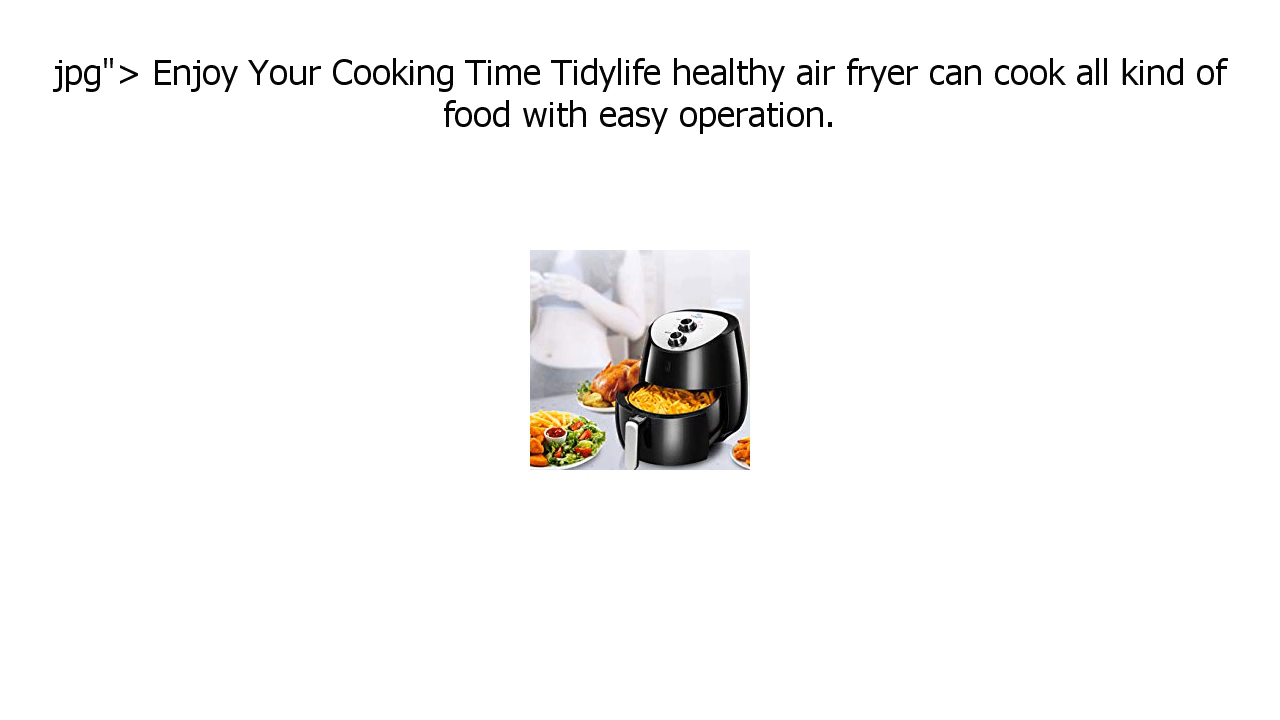 jpg"> Enjoy Your Cooking Time Tidylife healthy air fryer can cook all kind of
food with easy operation.